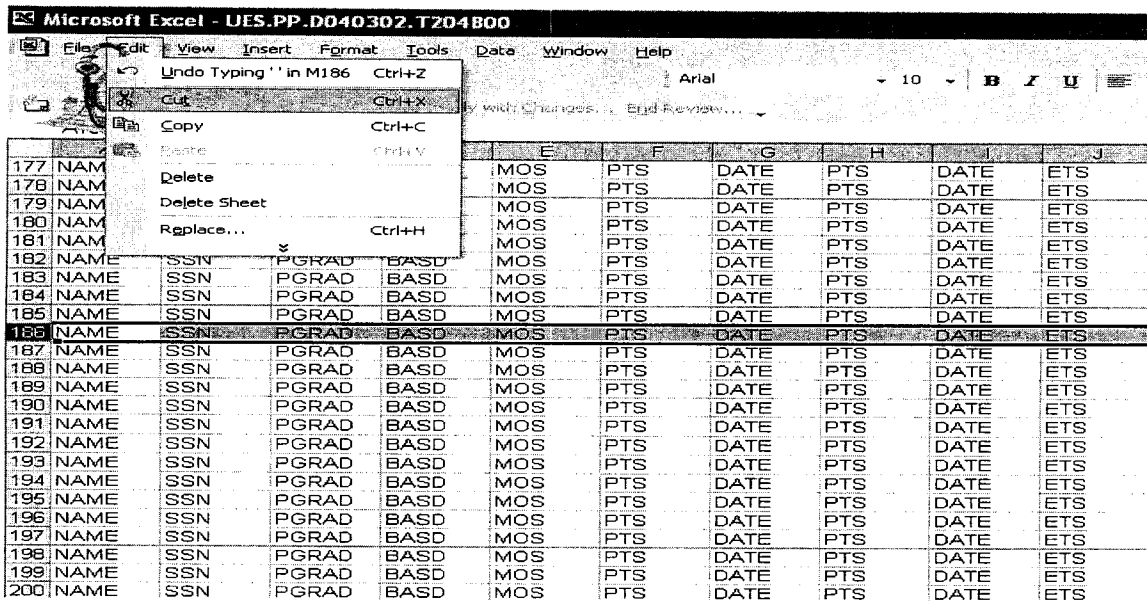 Microsoft Excel - UES.PP.D040302.T204800
File Edit View Insert Format Tools Data Window Help
Undo Typing ' ' in M186 Ctrl+Z
Arial 10 B I U
Cut Ctrl+X
with Changes... End Review...
Copy Ctrl+C
Paste Ctrl+V
E F G H I J
177 NAM MOS PTS DATE PTS DATE ETS
Delete
178 NAM MOS PTS DATE PTS DATE ETS
179 NAM MOS PTS DATE PTS DATE ETS
Delete Sheet
180 NAM MOS PTS DATE PTS DATE ETS
Replace... Ctrl+H
181 NAM MOS PTS DATE PTS DATE ETS
182 NAME SSN PGRAD BASD MOS PTS DATE PTS DATE ETS
183 NAME SSN PGRAD BASD MOS PTS DATE PTS DATE ETS
184 NAME SSN PGRAD BASD MOS PTS DATE PTS DATE ETS
185 NAME SSN PGRAD BASD MOS PTS DATE PTS DATE ETS
186 NAME SSN PGRAD BASD MOS PTS DATE PTS DATE ETS
187 NAME SSN PGRAD BASD MOS PTS DATE PTS DATE ETS
188 NAME SSN PGRAD BASD MOS PTS DATE PTS DATE ETS
189 NAME SSN PGRAD BASD MOS PTS DATE PTS DATE ETS
190 NAME SSN PGRAD BASD MOS PTS DATE PTS DATE ETS
191 NAME SSN PGRAD BASD MOS PTS DATE PTS DATE ETS
192 NAME SSN PGRAD BASD MOS PTS DATE PTS DATE ETS
193 NAME SSN PGRAD BASD MOS PTS DATE PTS DATE ETS
194 NAME SSN PGRAD BASD MOS PTS DATE PTS DATE ETS
195 NAME SSN PGRAD BASD MOS PTS DATE PTS DATE ETS
196 NAME SSN PGRAD BASD MOS PTS DATE PTS DATE ETS
197 NAME SSN PGRAD BASD MOS PTS DATE PTS DATE ETS
198 NAME SSN PGRAD BASD MOS PTS DATE PTS DATE ETS
199 NAME SSN PGRAD BASD MOS PTS DATE PTS DATE ETS
200 NAME SSN PGRAD BASD MOS PTS DATE PTS DATE ETS